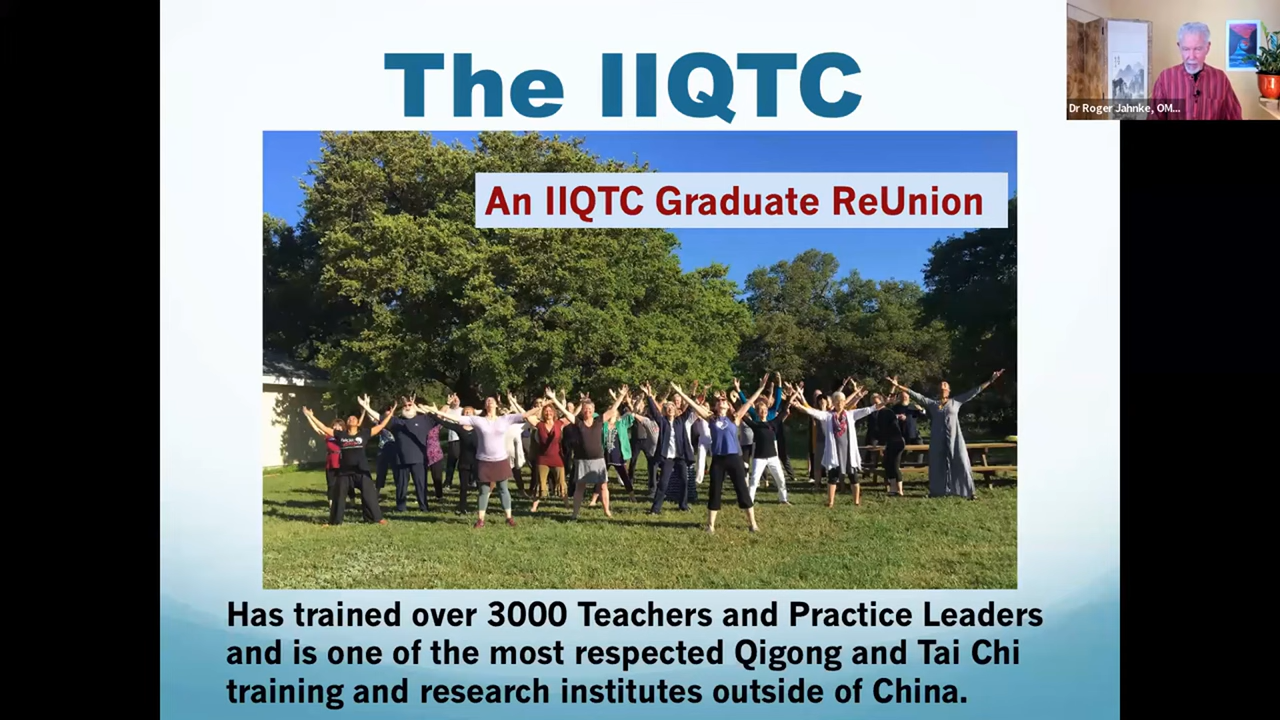 The IIQTC
Dr Roger Jahnke, OM...
An IIQTC Graduate ReUnion
Has trained over 3000 Teachers and Practice Leaders
and is one of the most respected Qigong and Tai Chi
training and research institutes outside of China.